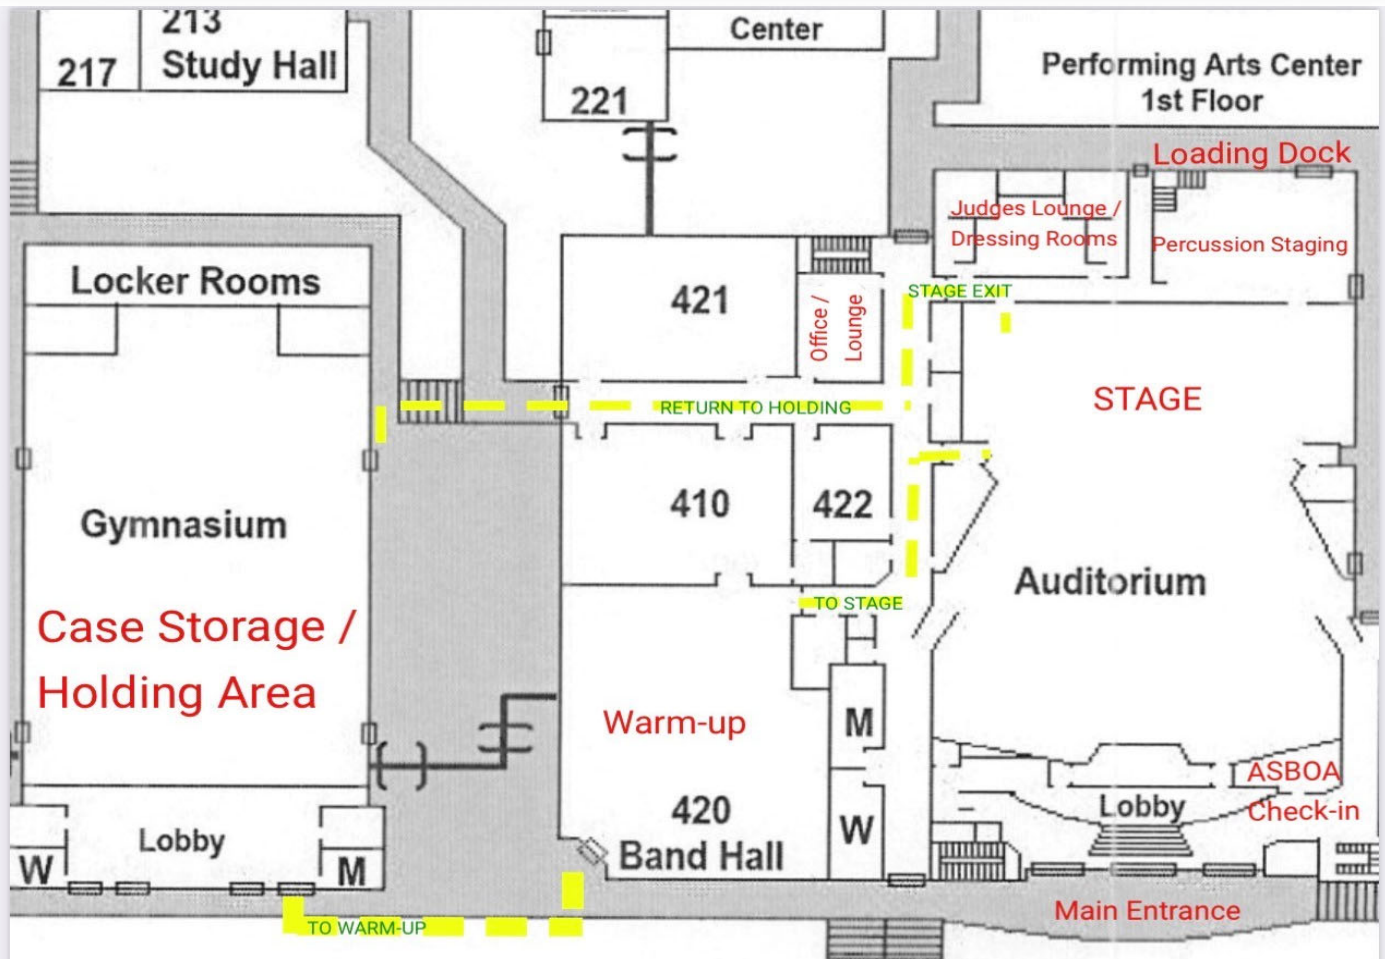 213
Study Hall
217
221
Center
Performing Arts Center
1st Floor
Loading Dock
Judges Lounge /
Dressing Rooms
Percussion Staging
Locker Rooms
421
Office /
Lounge
STAGE EXIT
STAGE
RETURN TO HOLDING
Gymnasium
410
422
Auditorium
TO STAGE
Case Storage /
Holding Area
Warm-up
M
ASBOA
Check-in
Lobby
420
Band Hall
W
Lobby
W
M
Main Entrance
TO WARM-UP